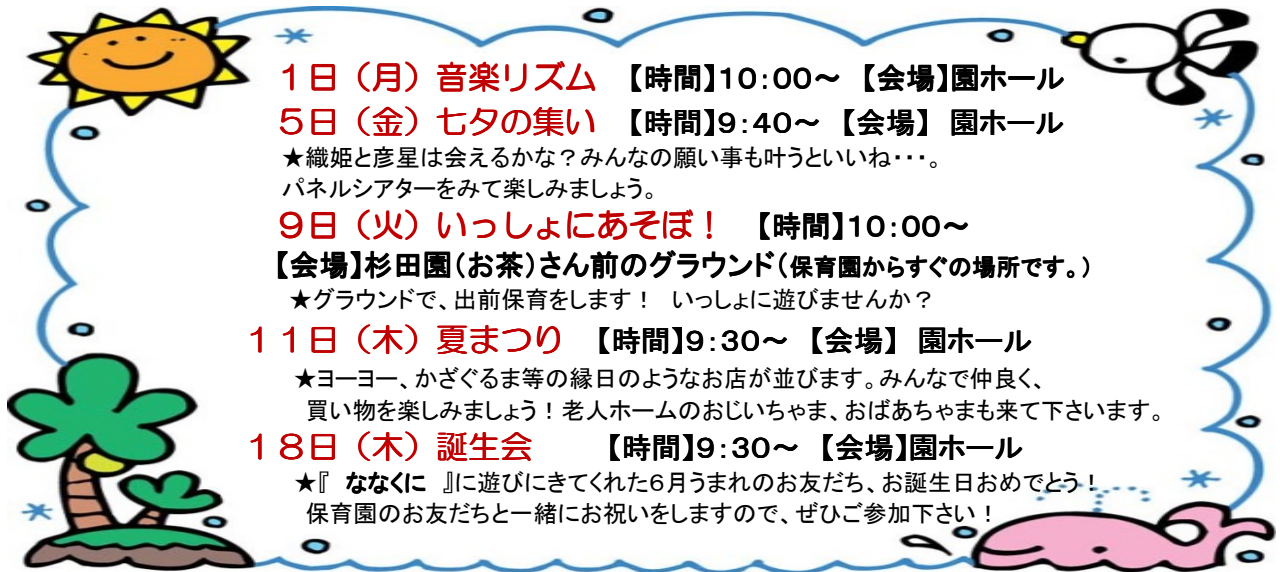 １日（月）音楽リズム　【時間】１０：００～　【会場】園ホール
５日（金）七夕の集い　【時間】９：４０～　【会場】　園ホール
★織姫と彦星は会えるかな？みんなの願い事も叶うといいね・・・。
パネルシアターをみて楽しみましょう。
９日（火）いっしょにあそぼ！　【時間】１０：００～
【会場】杉田園（お茶）さん前のグラウンド（保育園からすぐの場所です。）
★グラウンドで、出前保育をします！　いっしょに遊びませんか？
１１日（木）夏まつり　【時間】９：３０～　【会場】　園ホール
★ヨーヨー、かざぐるま等の縁日のようなお店が並びます。みんなで仲良く、
買い物を楽しみましょう！老人ホームのおじいちゃま、おばあちゃまも来て下さいます。
１８日（木）誕生会　　【時間】９：３０～　【会場】園ホール
★『　ななくに　』に遊びにきてくれた６月うまれのお友だち、お誕生日おめでとう！
保育園のお友だちと一緒にお祝いをしますので、ぜひご参加下さい！